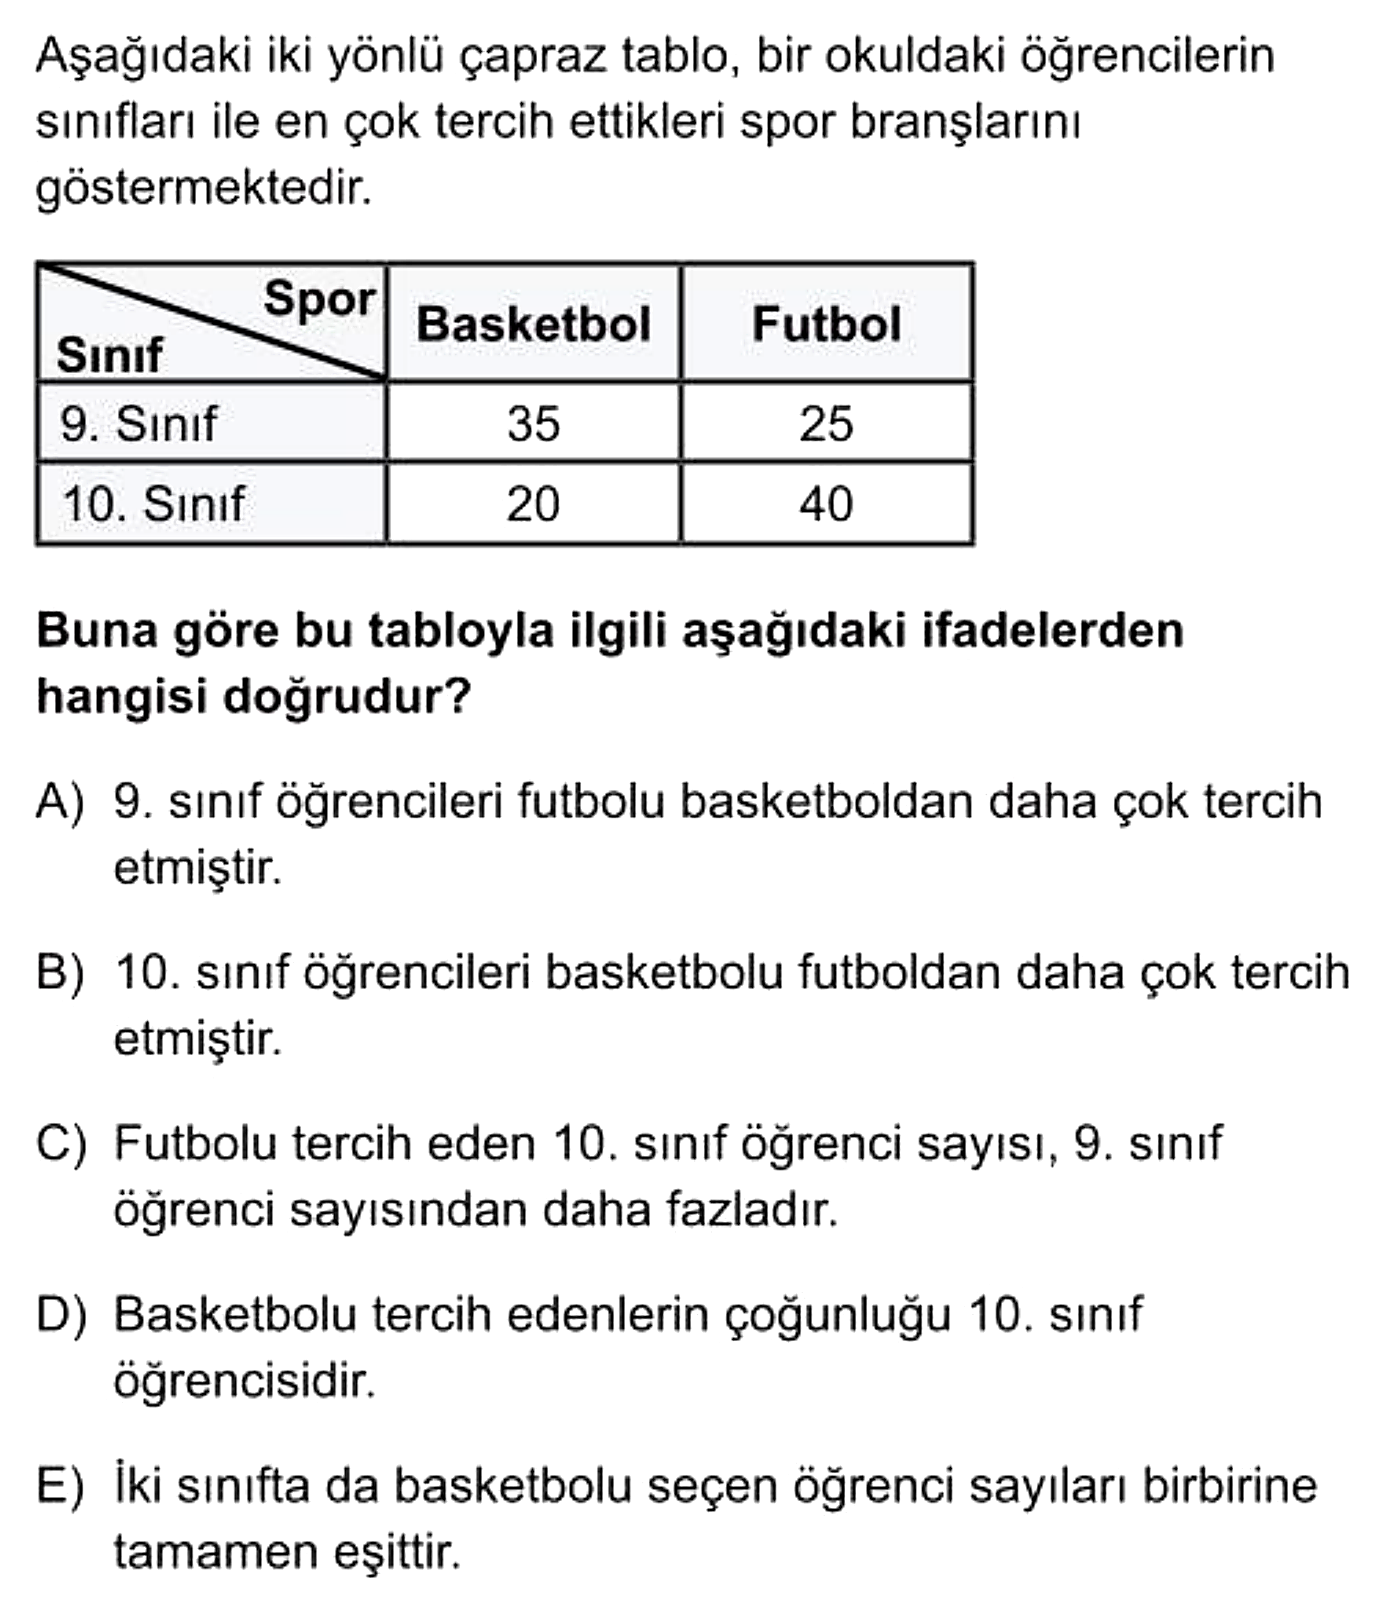 Aşağıdaki iki yönlü çapraz tablo, bir okuldaki öğrencilerin
sınıfları ile en çok tercih ettikleri spor branşlarını
göstermektedir.
Spor
Sınıf
Basketbol
Futbol
9. Sınıf 35 25
10. Sınıf 20 40
Buna göre bu tabloyla ilgili aşağıdaki ifadelerden
hangisi doğrudur?
A) 9. sınıf öğrencileri futbolu basketboldan daha çok tercih
etmiştir.
B) 10. sınıf öğrencileri basketbolu futboldan daha çok tercih
etmiştir.
C) Futbolu tercih eden 10. sınıf öğrenci sayısı, 9. sınıf
öğrenci sayısından daha fazladır.
D) Basketbolu tercih edenlerin çoğunluğu 10. sınıf
öğrencisidir.
E) İki sınıfta da basketbolu seçen öğrenci sayıları birbirine
tamamen eşittir.